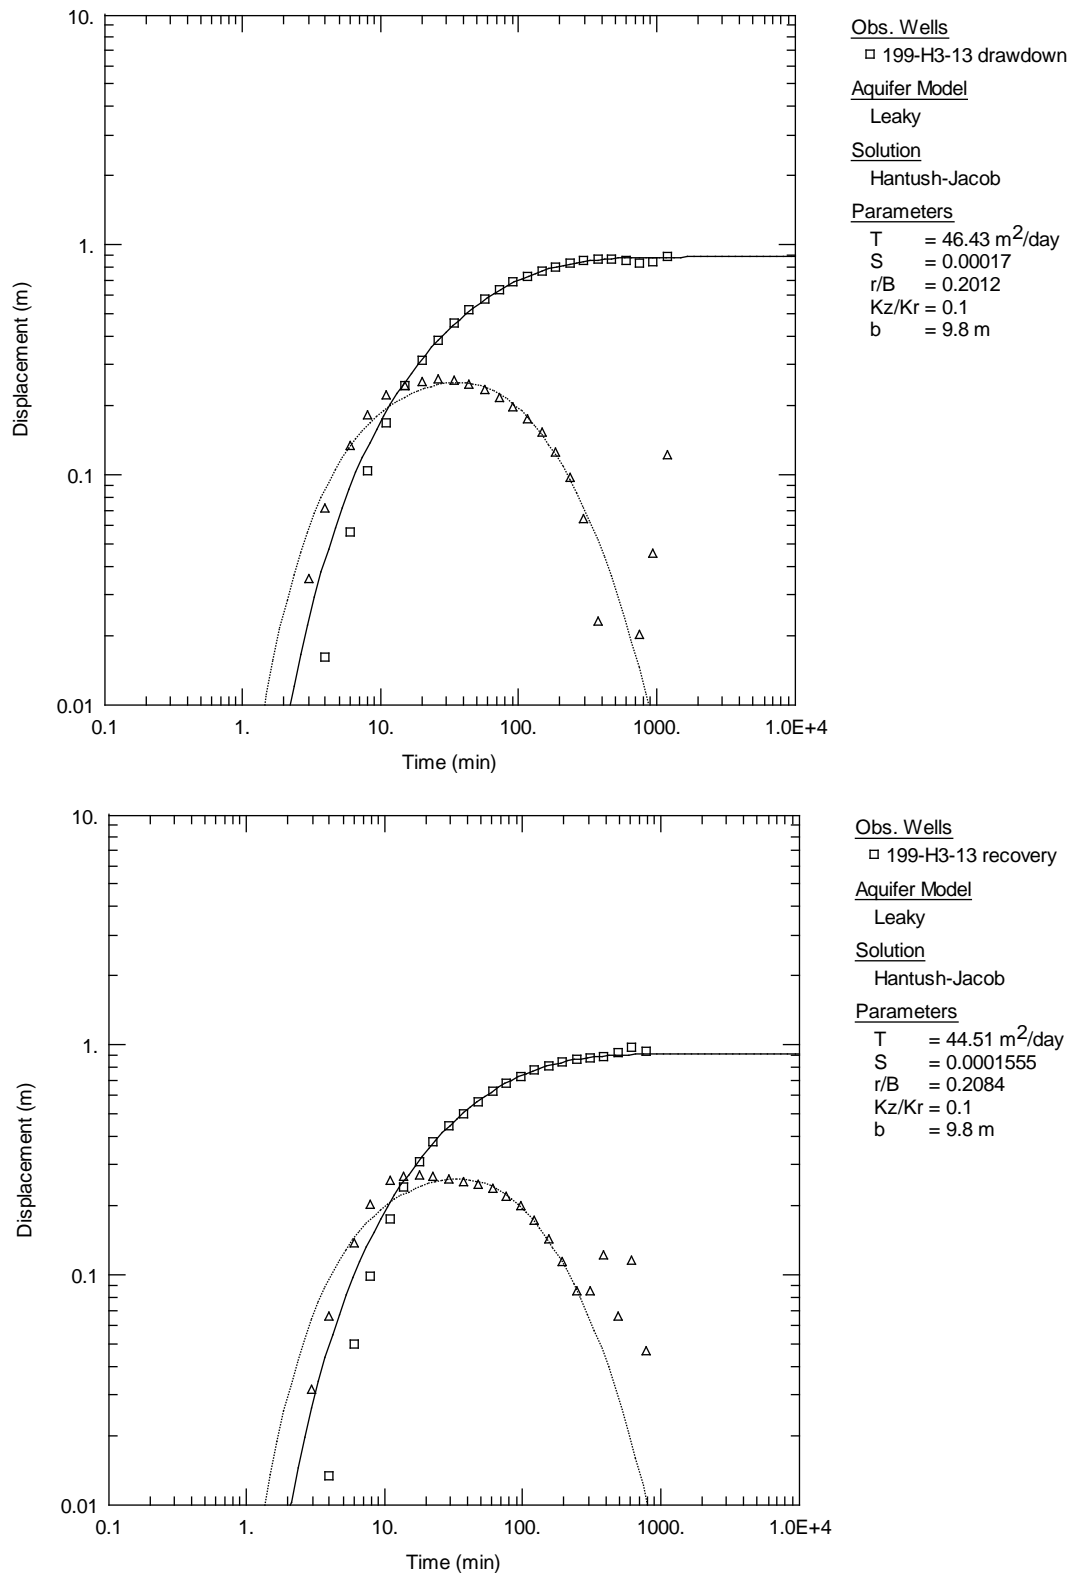 10.
1.
0.1
0.01
0.1
1.
10.
100.
1000.
1.0E+4
Time (min)
Displacement (m)
Obs. Wells
199-H3-13 drawdown
Aquifer Model
Leaky
Solution
Hantush-Jacob
Parameters
T = 46.43 m2/day
S = 0.00017
r/B = 0.2012
Kz/Kr = 0.1
b = 9.8 m
10.
1.
0.1
0.01
0.1
1.
10.
100.
1000.
1.0E+4
Time (min)
Displacement (m)
Obs. Wells
199-H3-13 recovery
Aquifer Model
Leaky
Solution
Hantush-Jacob
Parameters
T = 44.51 m2/day
S = 0.0001555
r/B = 0.2084
Kz/Kr = 0.1
b = 9.8 m